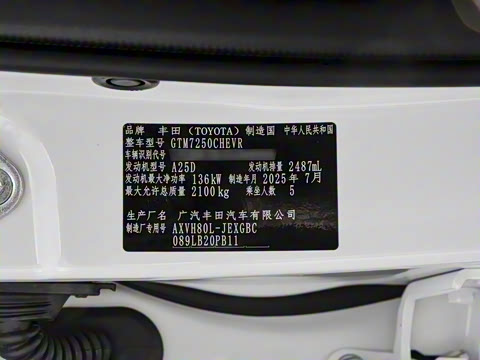 品牌 丰田(TOYOTA) 制造国 中华人民共和国
整车型号 GTM7250CHEVR
车辆识别代号
发动机型号 A25D 发动机排量 2487mL
发动机最大净功率 136kW 制造年月 2025年 7月
最大允许总质量 2100kg 乘坐人数 5
生产厂名 广汽丰田汽车有限公司
制造厂专用号 AXVH80L-JEXGBC
089LB20PB11